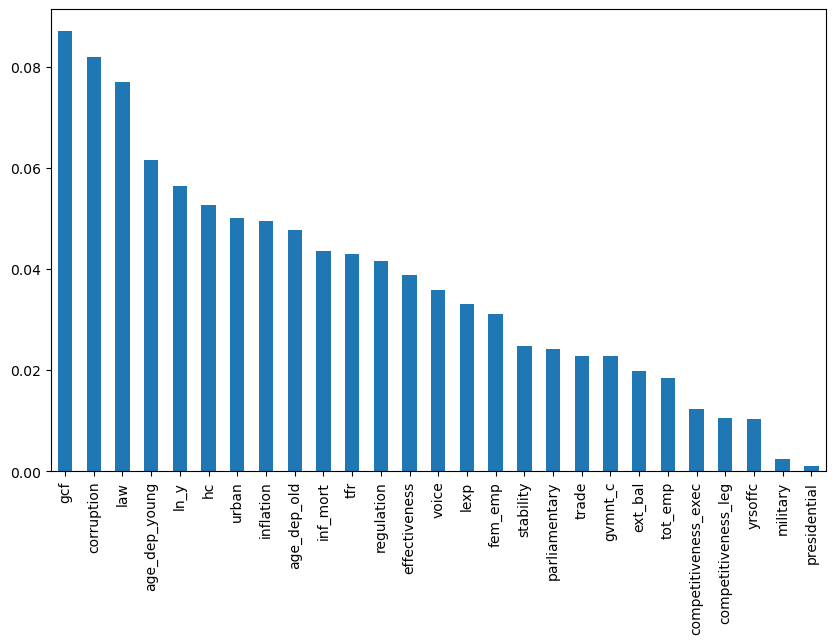 0.08
0.06
0.04
0.02
0.00
gcf
corruption
law
age_dep_young
ln_y
hc
urban
inflation
age_dep_old
inf_mort
tfr
regulation
effectiveness
voice
lexp
fem_emp
stability
parliamentary
trade
gvmnt_c
ext_bal
tot_emp
competitiveness_exec
competitiveness_leg
yrsoffc
military
presidential